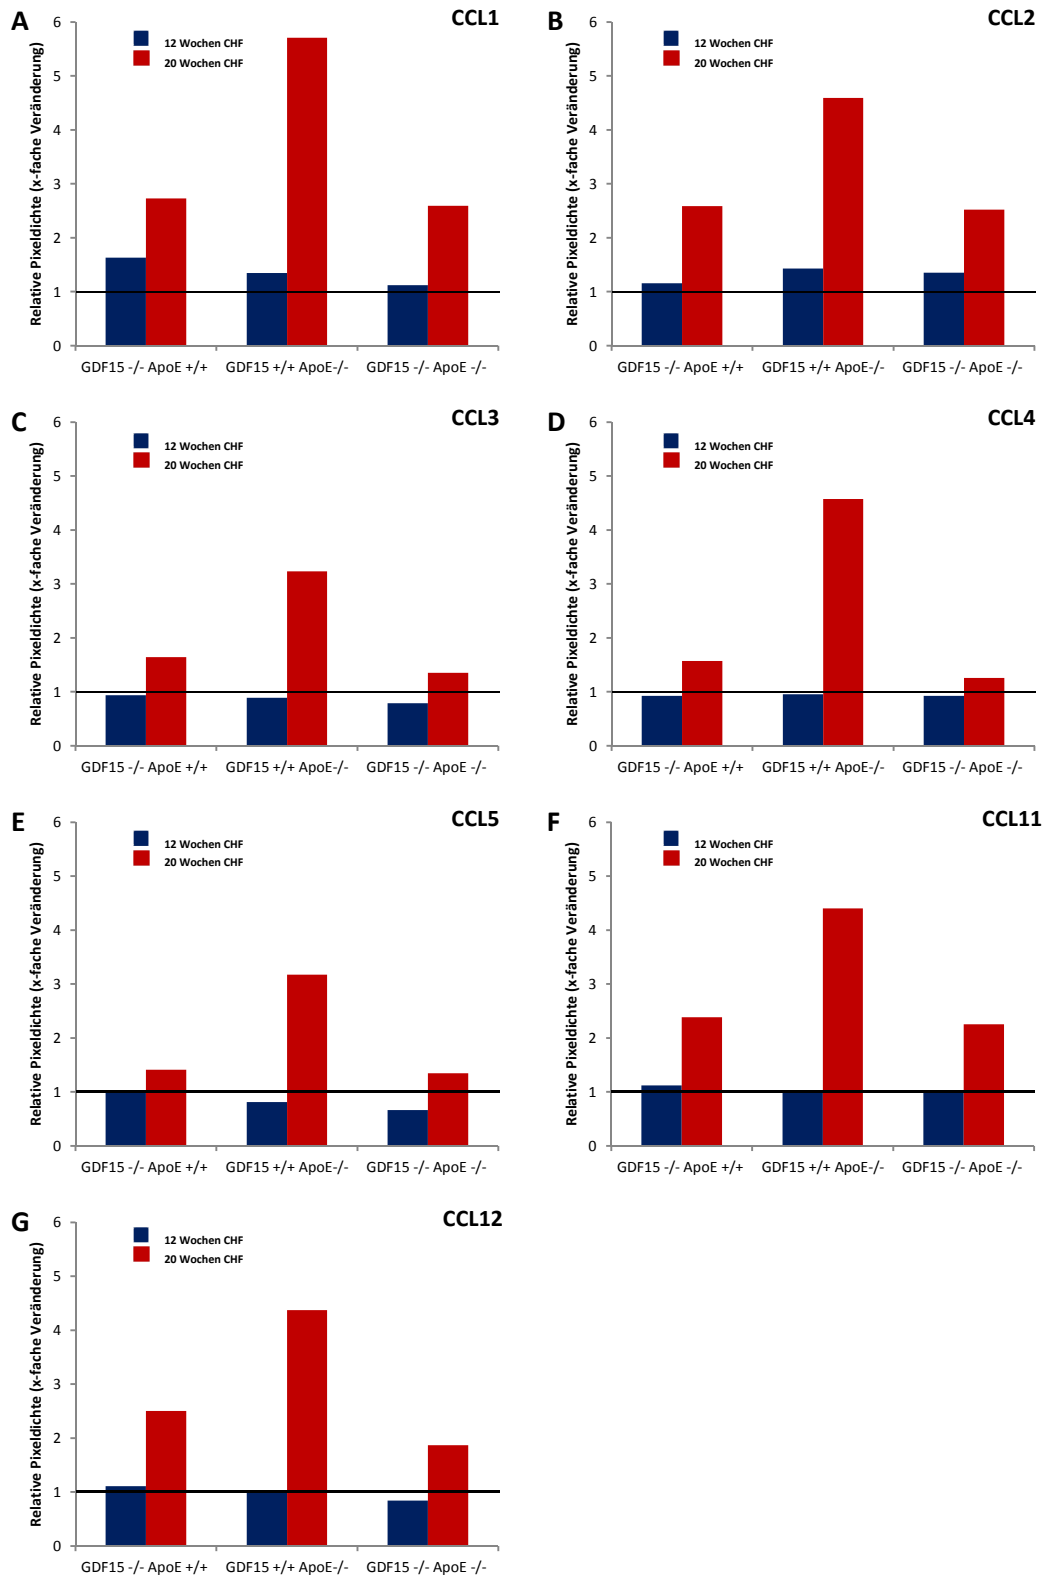 A
CCL1
12 Wochen CHF
20 Wochen CHF
Relative Pixeldichte (x-fache Veränderung)
6
5
4
3
2
1
0
GDF15 -/- ApoE +/+ GDF15 +/+ ApoE-/- GDF15 -/- ApoE -/-
B
CCL2
12 Wochen CHF
20 Wochen CHF
Relative Pixeldichte (x-fache Veränderung)
6
5
4
3
2
1
0
GDF15 -/- ApoE +/+ GDF15 +/+ ApoE-/- GDF15 -/- ApoE -/-
C
CCL3
12 Wochen CHF
20 Wochen CHF
Relative Pixeldichte (x-fache Veränderung)
6
5
4
3
2
1
0
GDF15 -/- ApoE +/+ GDF15 +/+ ApoE-/- GDF15 -/- ApoE -/-
D
CCL4
12 Wochen CHF
20 Wochen CHF
Relative Pixeldichte (x-fache Veränderung)
6
5
4
3
2
1
0
GDF15 -/- ApoE +/+ GDF15 +/+ ApoE-/- GDF15 -/- ApoE -/-
E
CCL5
12 Wochen CHF
20 Wochen CHF
Relative Pixeldichte (x-fache Veränderung)
6
5
4
3
2
1
0
GDF15 -/- ApoE +/+ GDF15 +/+ ApoE-/- GDF15 -/- ApoE -/-
F
CCL11
12 Wochen CHF
20 Wochen CHF
Relative Pixeldichte (x-fache Veränderung)
6
5
4
3
2
1
0
GDF15 -/- ApoE +/+ GDF15 +/+ ApoE-/- GDF15 -/- ApoE -/-
G
CCL12
12 Wochen CHF
20 Wochen CHF
Relative Pixeldichte (x-fache Veränderung)
6
5
4
3
2
1
0
GDF15 -/- ApoE +/+ GDF15 +/+ ApoE-/- GDF15 -/- ApoE -/-